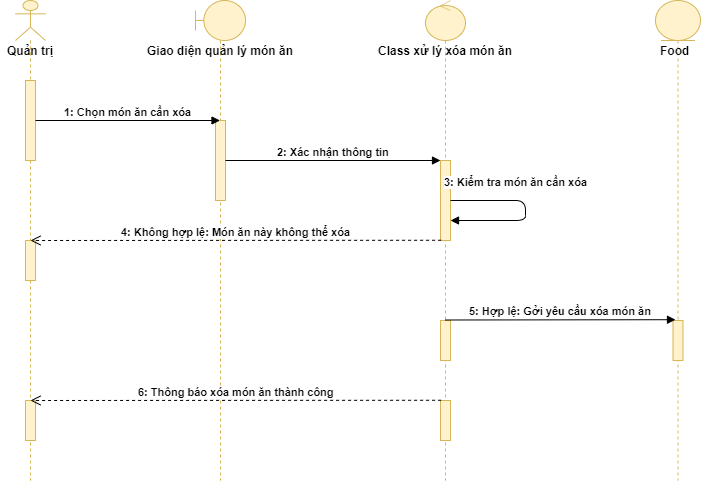 Quản trị
Giao diện quản lý món ăn
Class xử lý xóa món ăn
Food
1: Chọn món ăn cần xóa
2: Xác nhận thông tin
3: Kiểm tra món ăn cần xóa
4: Không hợp lệ: Món ăn này không thể xóa
5: Hợp lệ: Gởi yêu cầu xóa món ăn
6: Thông báo xóa món ăn thành công